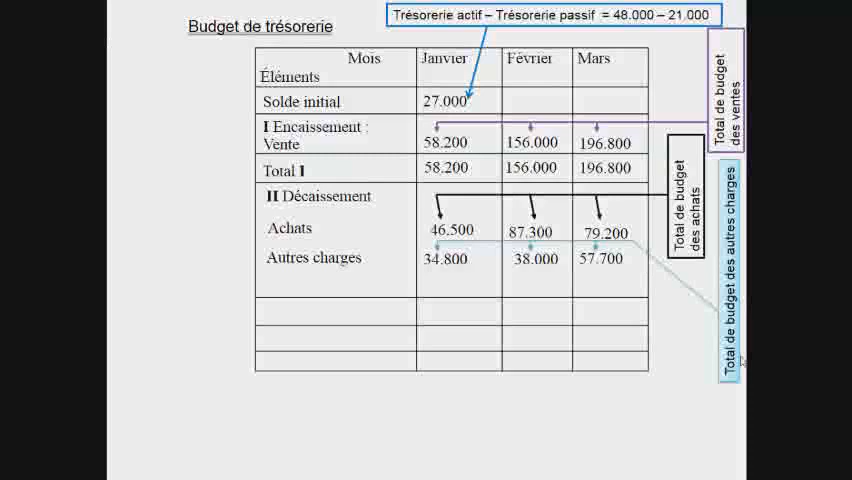 Trésorerie actif – Trésorerie passif = 48.000 – 21.000
Budget de trésorerie
Mois Janvier Février Mars
Éléments
Solde initial 27.000
I Encaissement :
Vente 58.200 156.000 196.800
Total I 58.200 156.000 196.800
II Décaissement
Achats 46.500 87.300 79.200
Autres charges 34.800 38.000 57.700
Total de budget
des ventes
Total de budget
des achats
Total de budget des autres charges